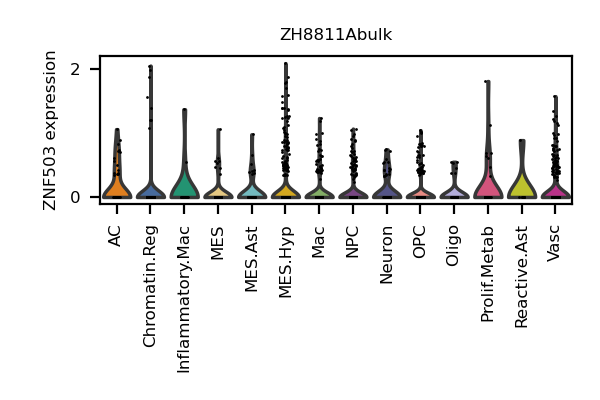 ZH8811Abulk
ZNF503 expression
2
0
AC
Chromatin.Reg
Inflammatory.Mac
MES
MES.Ast
MES.Hyp
Mac
NPC
Neuron
OPC
Oligo
Prolif.Metab
Reactive.Ast
Vasc